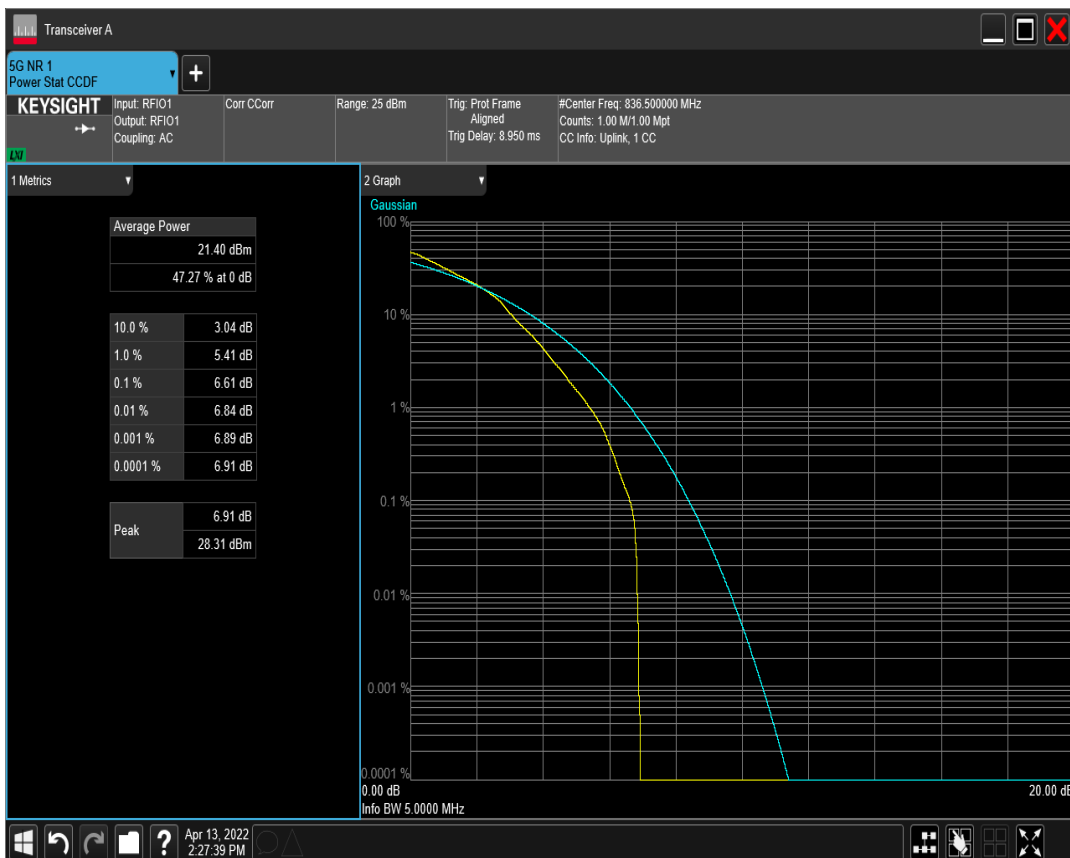 Transceiver A
5G NR 1
Power Stat CCDF
+
KEYSIGHT
LXI
Input: RFIO1
Output: RFIO1
Coupling: AC
Corr CCorr
Range: 25 dBm
Trig: Prot Frame
Aligned
Trig Delay: 8.950 ms
#Center Freq: 836.500000 MHz
Counts: 1.00 M/1.00 Mpt
CC Info: Uplink, 1 CC
1 Metrics
Average Power
21.40 dBm
47.27 % at 0 dB
10.0 % 3.04 dB
1.0 % 5.41 dB
0.1 % 6.61 dB
0.01 % 6.84 dB
0.001 % 6.89 dB
0.0001 % 6.91 dB
Peak 6.91 dB
28.31 dBm
2 Graph
Gaussian
100 %
10 %
1 %
0.1 %
0.01 %
0.001 %
0.0001 %
0.00 dB 20.00 dB
Info BW 5.0000 MHz
?
Apr 13, 2022
2:27:39 PM